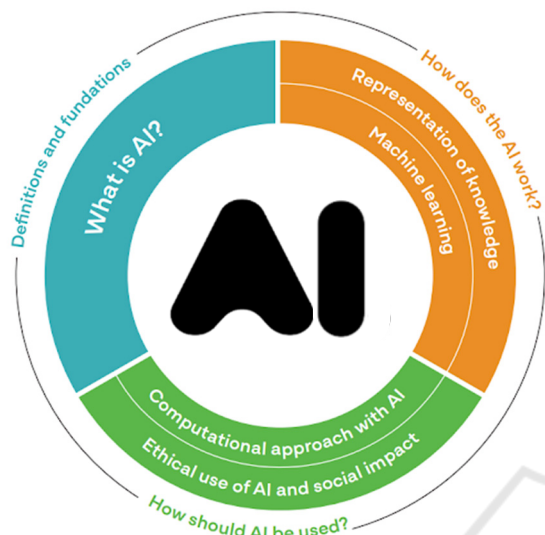 Definitions and fundations
What is AI?
How does the AI work?
Representation of knowledge
Machine learning
AI
Computational approach with AI
Ethical use of AI and social impact
How should AI be used?